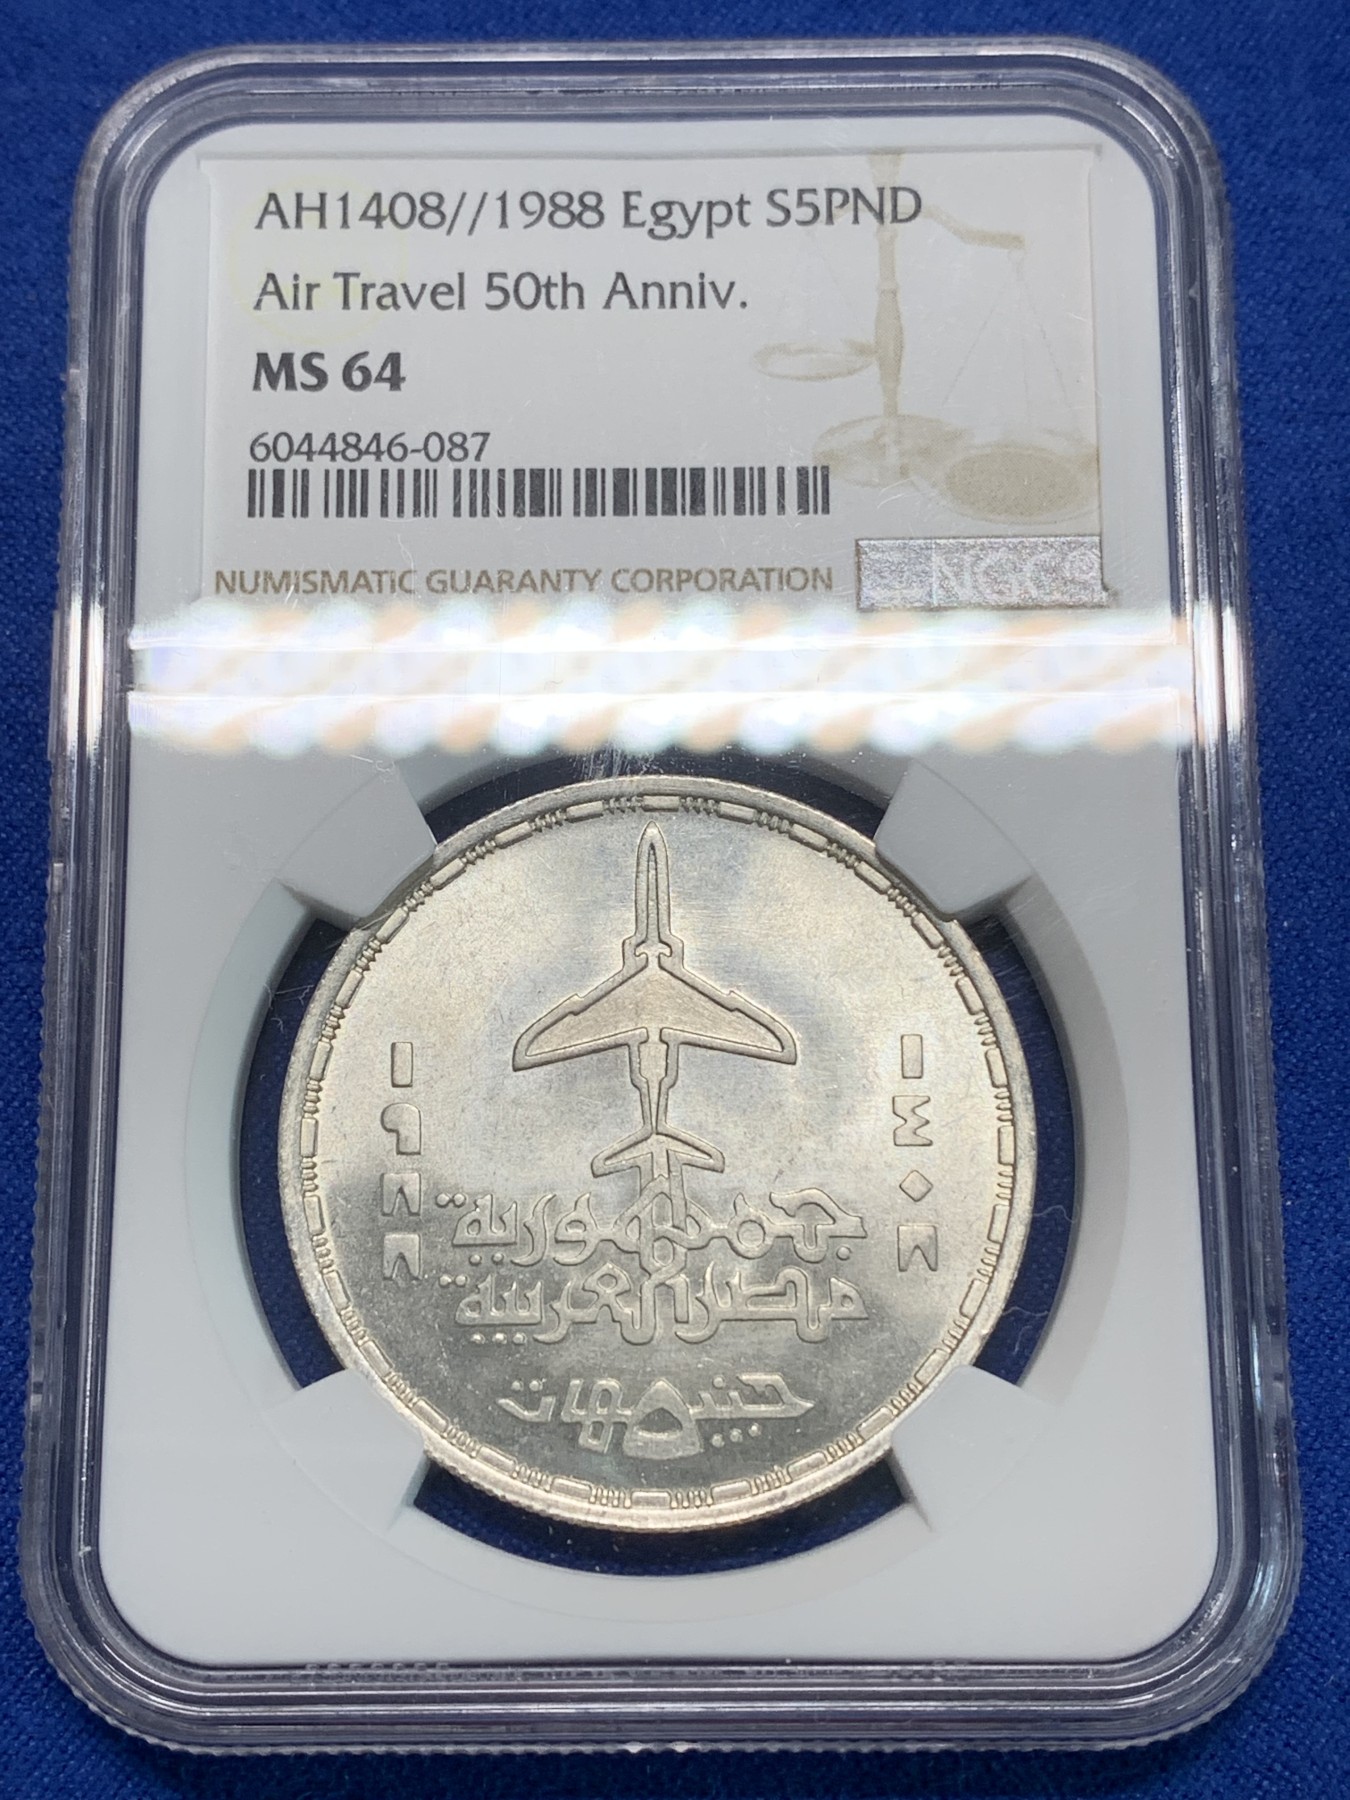 AH1408//1988 Egypt S5PND
Air Travel 50th Anniv.
MS 64
6044846-087
NUMISMATIC GUARANTY CORPORATION
NGC
١٩٨٨
١٤٠٨
جمهورية
مصر العربية
٥ جنيهات